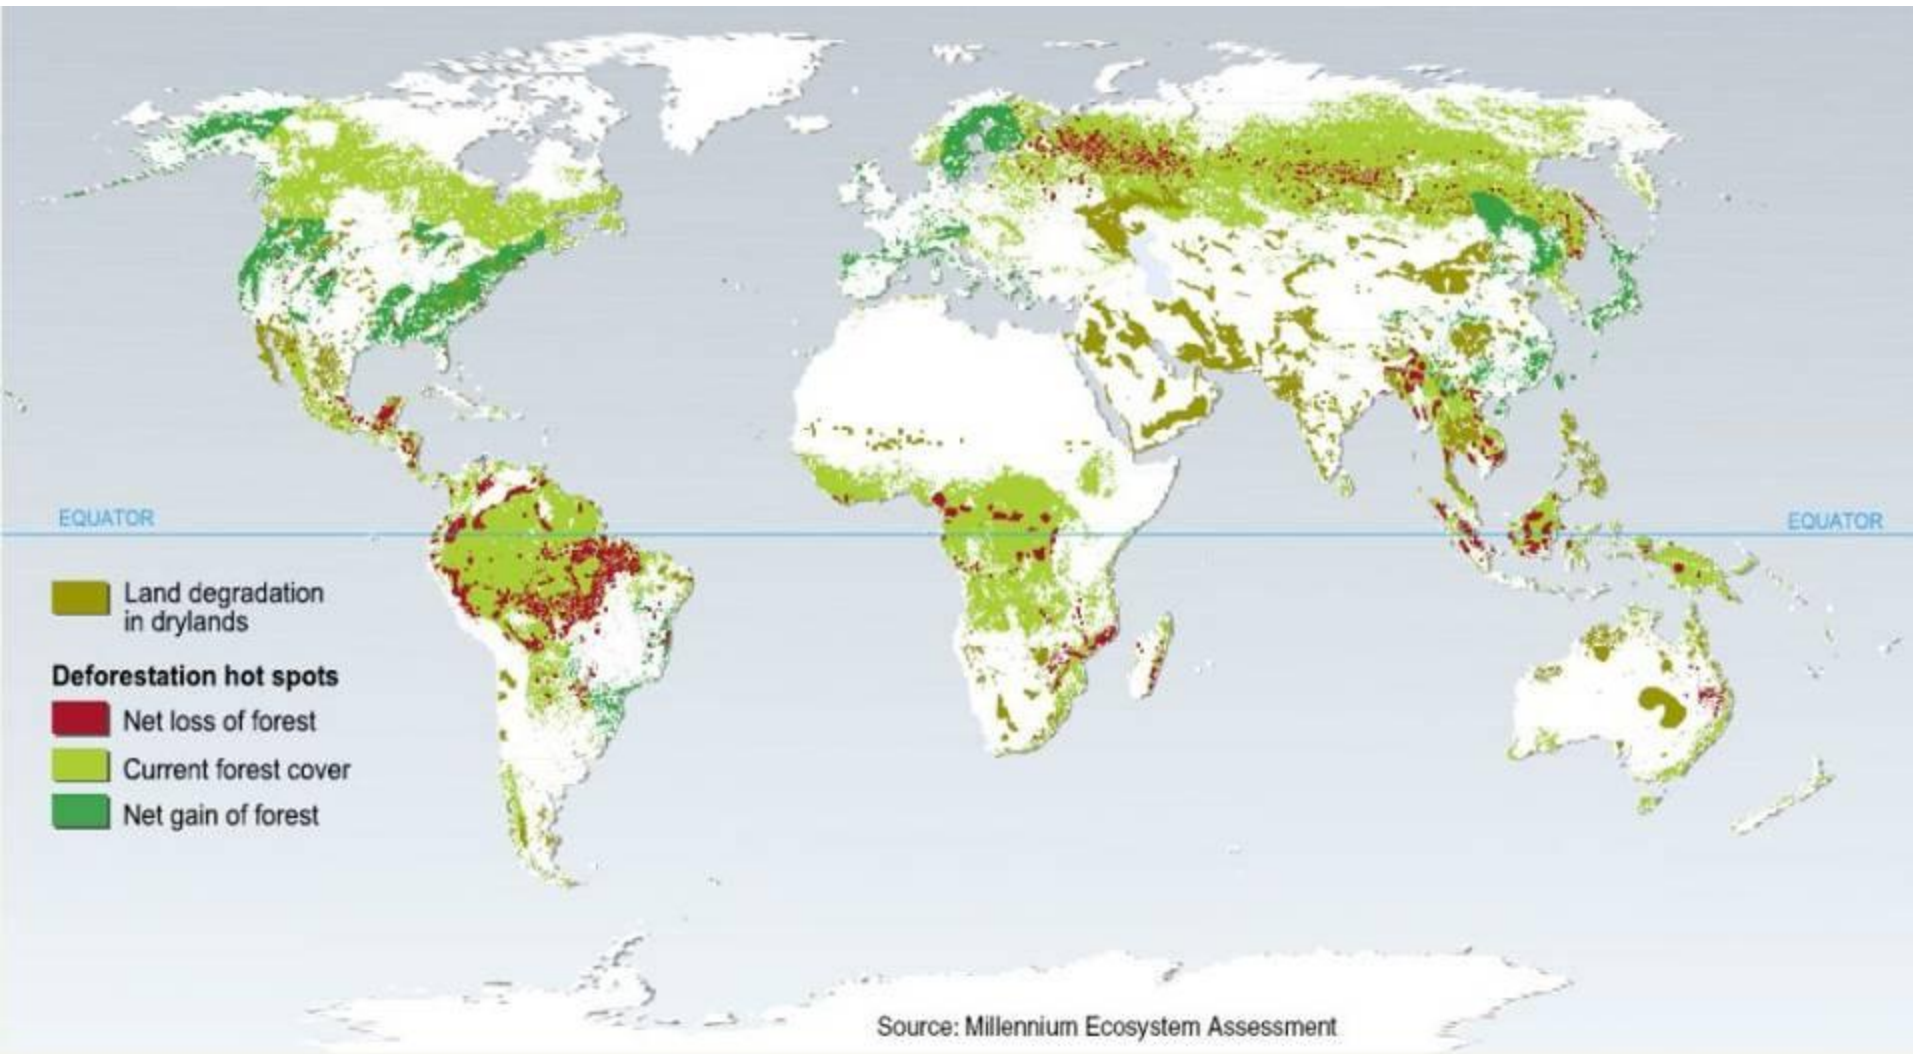 EQUATOR
EQUATOR
Land degradation
in drylands
Deforestation hot spots
Net loss of forest
Current forest cover
Net gain of forest
Source: Millennium Ecosystem Assessment